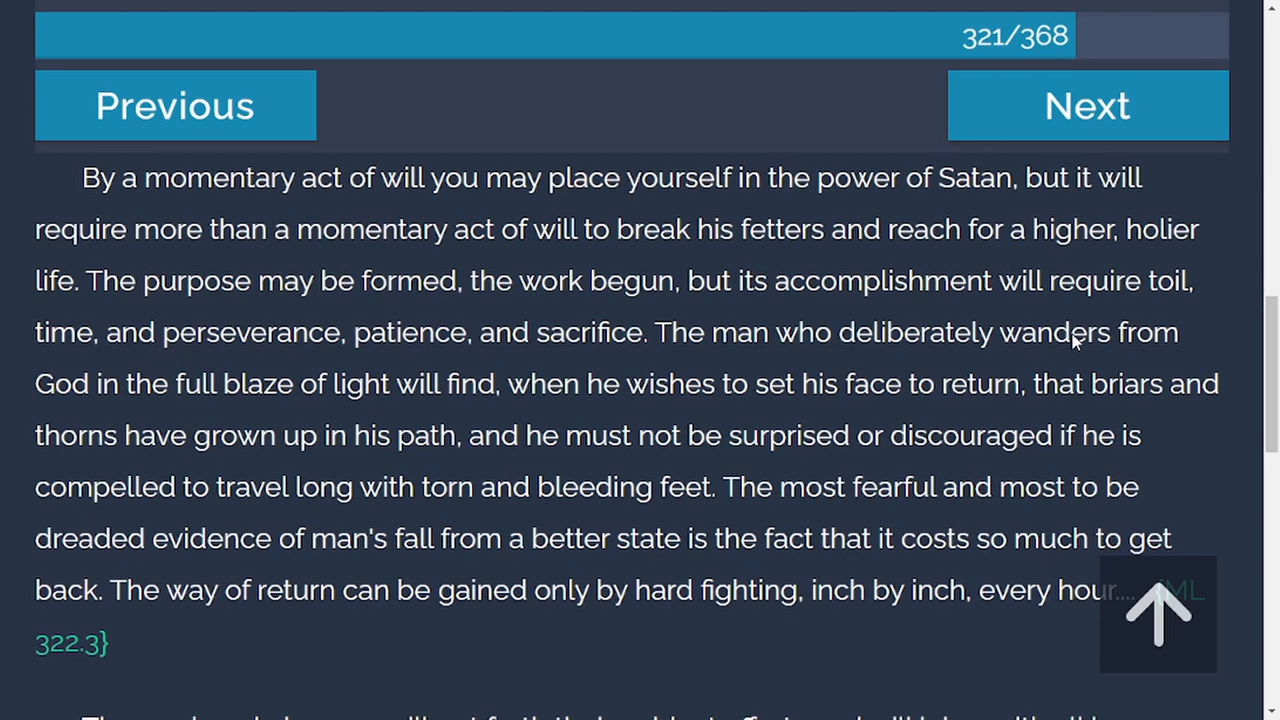 321/368
Previous
Next
By a momentary act of will you may place yourself in the power of Satan, but it will
require more than a momentary act of will to break his fetters and reach for a higher, holier
life. The purpose may be formed, the work begun, but its accomplishment will require toil,
time, and perseverance, patience, and sacrifice. The man who deliberately wanders from
God in the full blaze of light will find, when he wishes to set his face to return, that briars and
thorns have grown up in his path, and he must not be surprised or discouraged if he is
compelled to travel long with torn and bleeding feet. The most fearful and most to be
dreaded evidence of man's fall from a better state is the fact that it costs so much to get
back. The way of return can be gained only by hard fighting, inch by inch, every hour.... {ML
322.3}